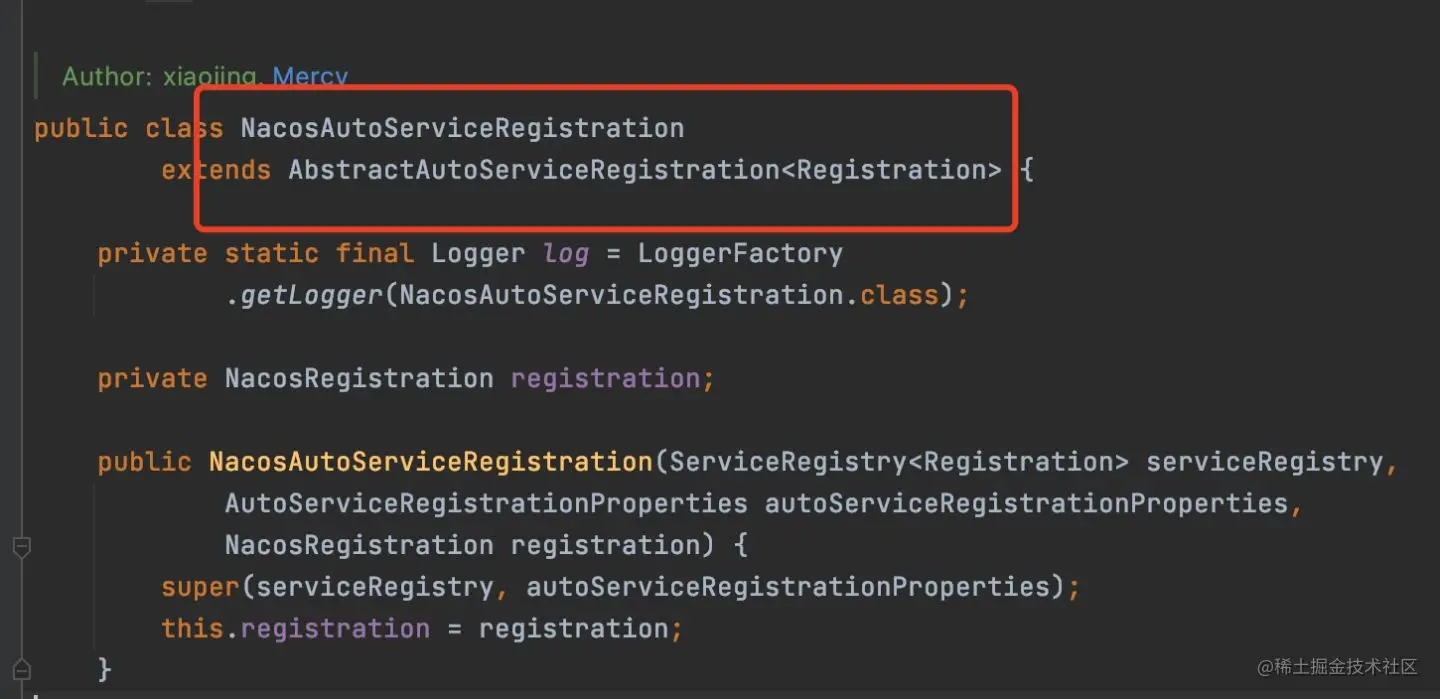 Author: xiaojing, Mercy
public class NacosAutoServiceRegistration
extends AbstractAutoServiceRegistration<Registration> {
private static final Logger log = LoggerFactory
.getLogger(NacosAutoServiceRegistration.class);
private NacosRegistration registration;
public NacosAutoServiceRegistration(ServiceRegistry<Registration> serviceRegistry,
AutoServiceRegistrationProperties autoServiceRegistrationProperties,
NacosRegistration registration) {
super(serviceRegistry, autoServiceRegistrationProperties);
this.registration = registration;
}
@稀土掘金技术社区